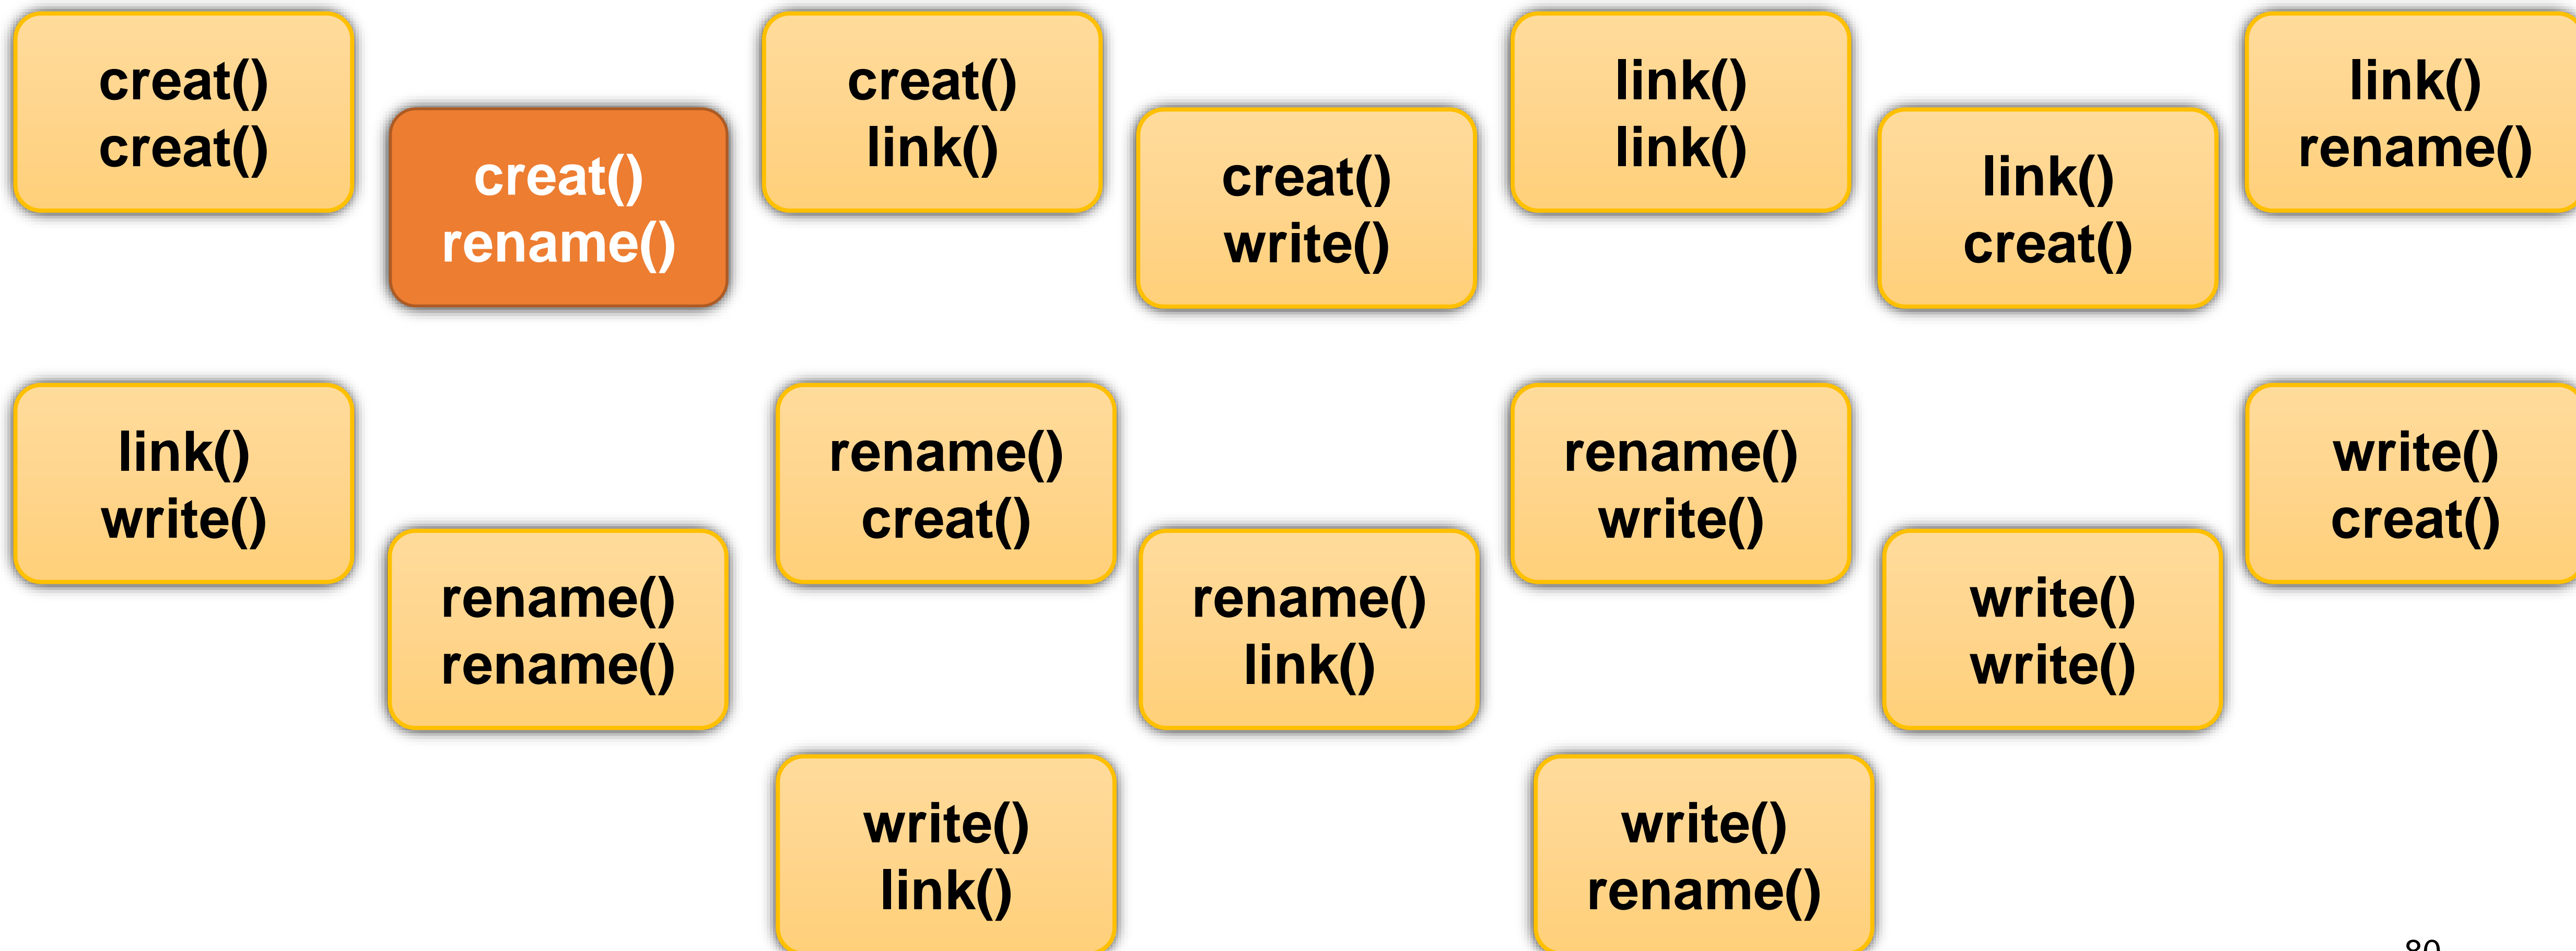 creat()
creat()
creat()
rename()
creat()
link()
creat()
write()
link()
link()
link()
creat()
link()
rename()
link()
write()
rename()
rename()
rename()
creat()
rename()
link()
rename()
write()
write()
write()
write()
creat()
write()
link()
write()
rename()
80